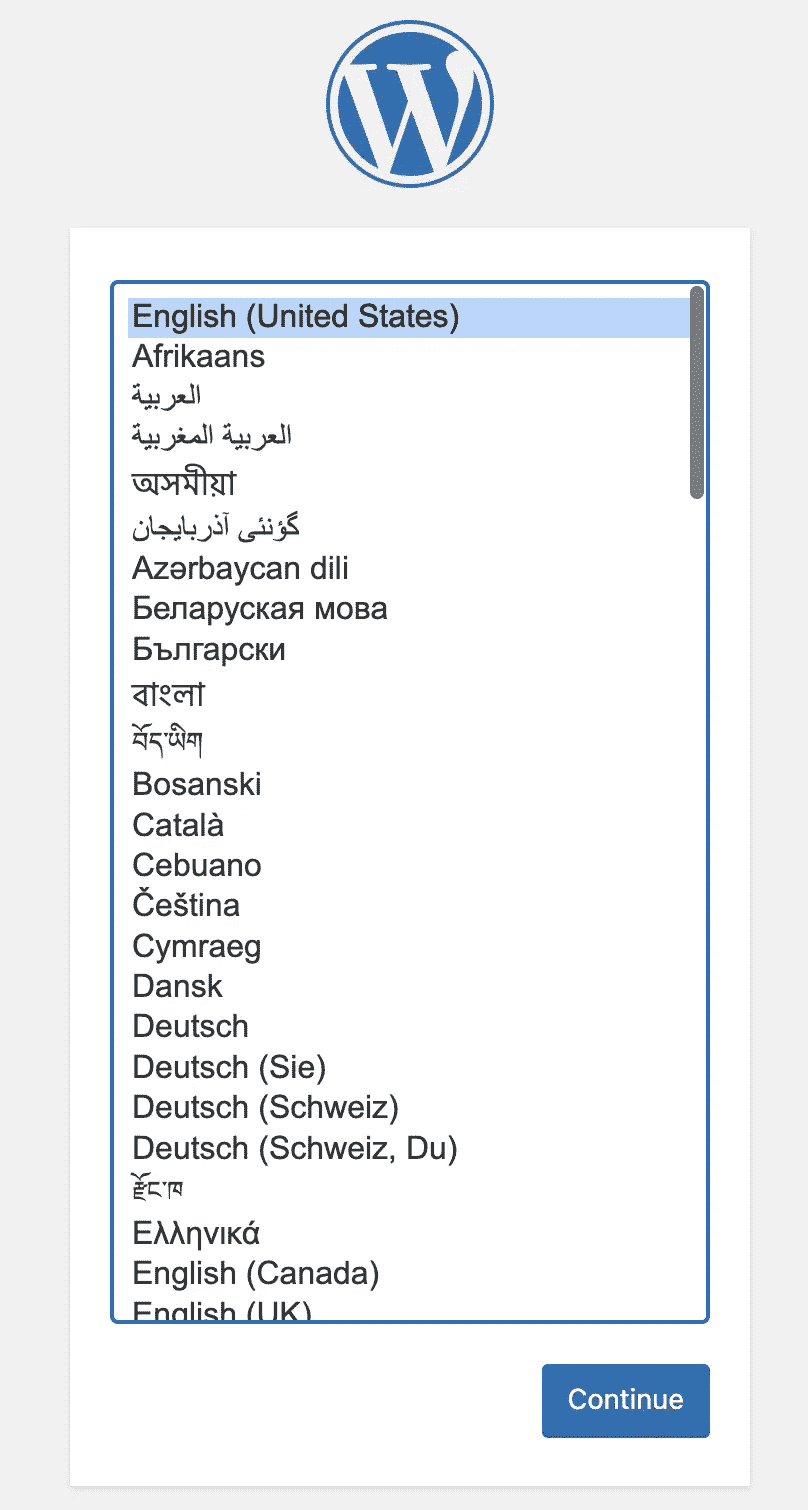 English (United States)
Afrikaans
العربية
العربية المغربية
অসমীয়া
گؤنئی آذربایجان
Azərbaycan dili
Беларуская мова
Български
বাংলা
བོད་ཡིག
Bosanski
Català
Cebuano
Čeština
Cymraeg
Dansk
Deutsch
Deutsch (Sie)
Deutsch (Schweiz)
Deutsch (Schweiz, Du)
རྫོང་ཁ
Ελληνικά
English (Canada)
English (UK)
Continue